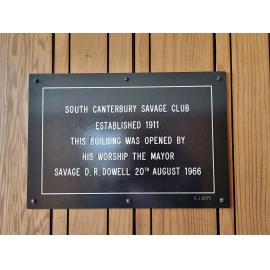 SOUTH CANTERBURY SAVAGE CLUB
ESTABLISHED 1911
THIS BUILDING WAS OPENED BY
HIS WORSHIP THE MAYOR
SAVAGE D.R.DOWELL 20TH AUGUST 1966